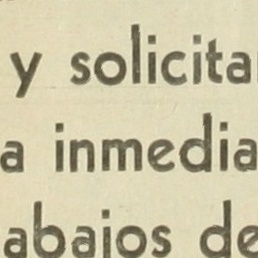 y solicita
a inmedia
abajos de